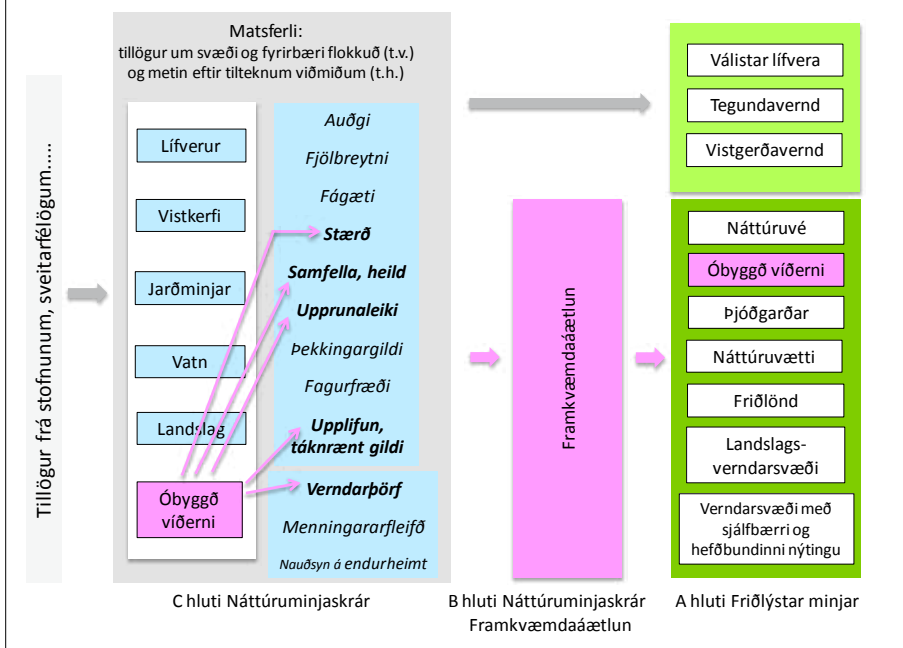 Tillögur frá stofnunum, sveitarfélögum.....
Matsferli:
tillögur um svæði og fyrirbæri flokkuð (t.v.)
og metin eftir tilteknum viðmiðum (t.h.)
Lífverur
Vistkerfi
Jarðminjar
Vatn
Landslag
Óbyggð
víðerni
Auðgi
Fjölbreytni
Fágæti
Stærð
Samfella, heild
Upprunaleiki
Þekkingargildi
Fagurfræði
Upplifun,
táknrænt gildi
Verndarþörf
Menningararfleifð
Nauðsyn á endurheimt
C hluti Náttúruminjaskrár
Framkvæmdaáætlun
B hluti Náttúruminjaskrár
Framkvæmdaáætlun
Válistar lífvera
Tegundavernd
Vistgerðavernd
Náttúruvé
Óbyggð víðerni
Þjóðgarðar
Náttúruvætti
Friðlönd
Landslags-
verndarsvæði
Verndarsvæði með
sjálfbærri og
hefðbundinni nýtingu
A hluti Friðlýstar minjar